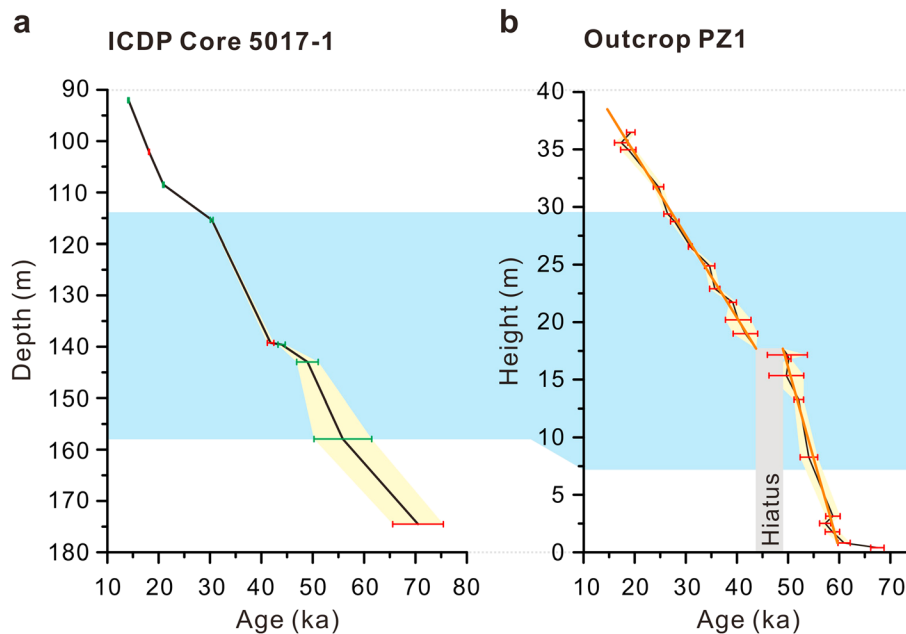 a
ICDP Core 5017-1
90
100
110
120
130
140
150
160
170
180
Depth (m)
10 20 30 40 50 60 70 80
Age (ka)
b
Outcrop PZ1
40
35
30
25
20
15
10
5
0
Height (m)
Hiatus
10 20 30 40 50 60 70
Age (ka)